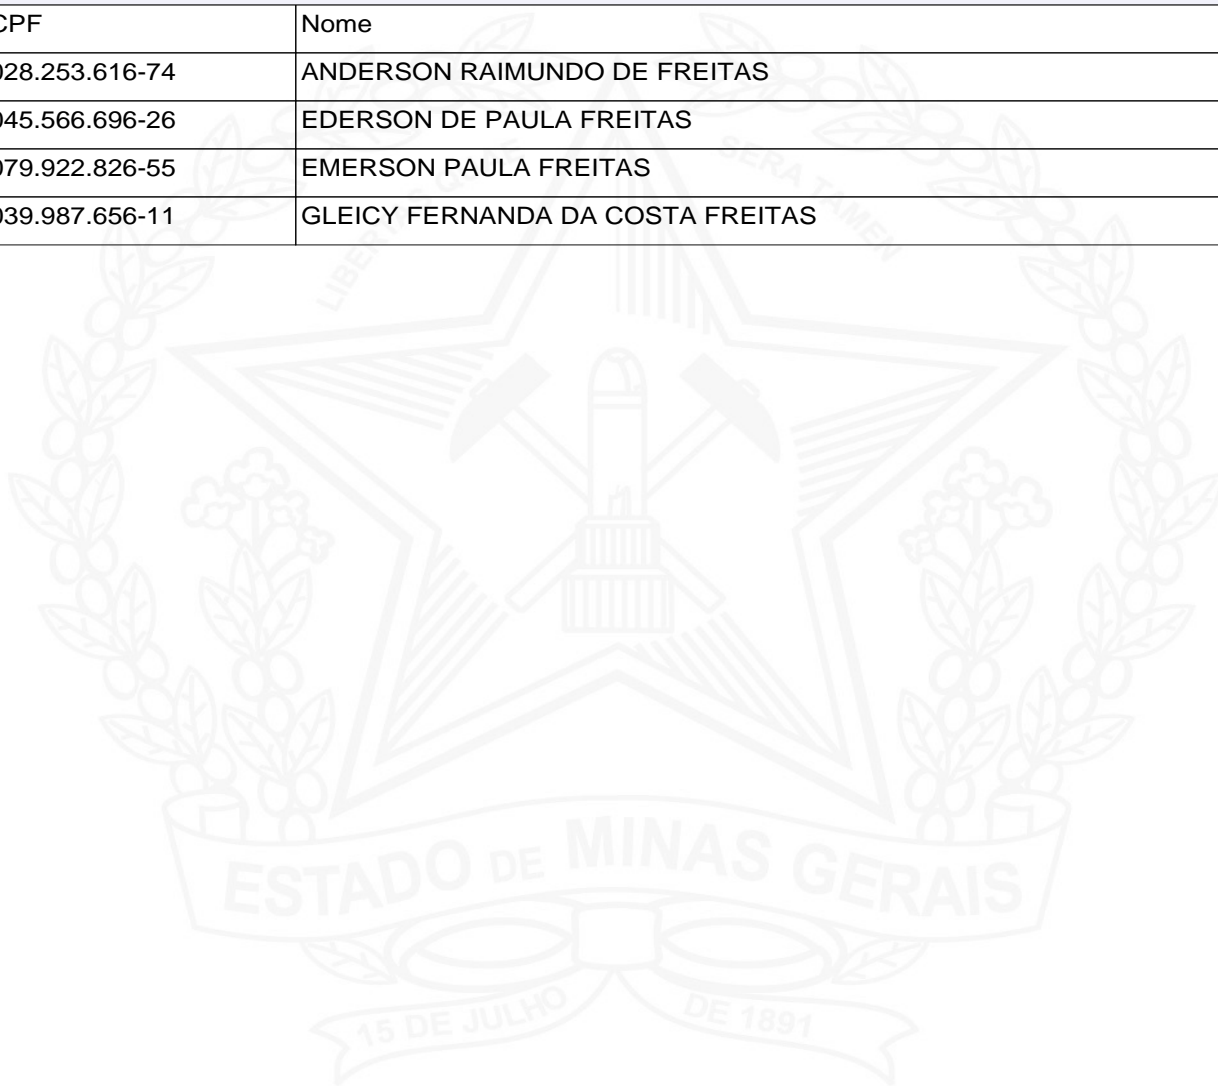 CPF Nome
028.253.616-74 ANDERSON RAIMUNDO DE FREITAS
045.566.696-26 EDERSON DE PAULA FREITAS
079.922.826-55 EMERSON PAULA FREITAS
039.987.656-11 GLEICY FERNANDA DA COSTA FREITAS
LIBERTAS QUÆ SERA TAMEN
ESTADO DE MINAS GERAIS
15 DE JULHO DE 1891